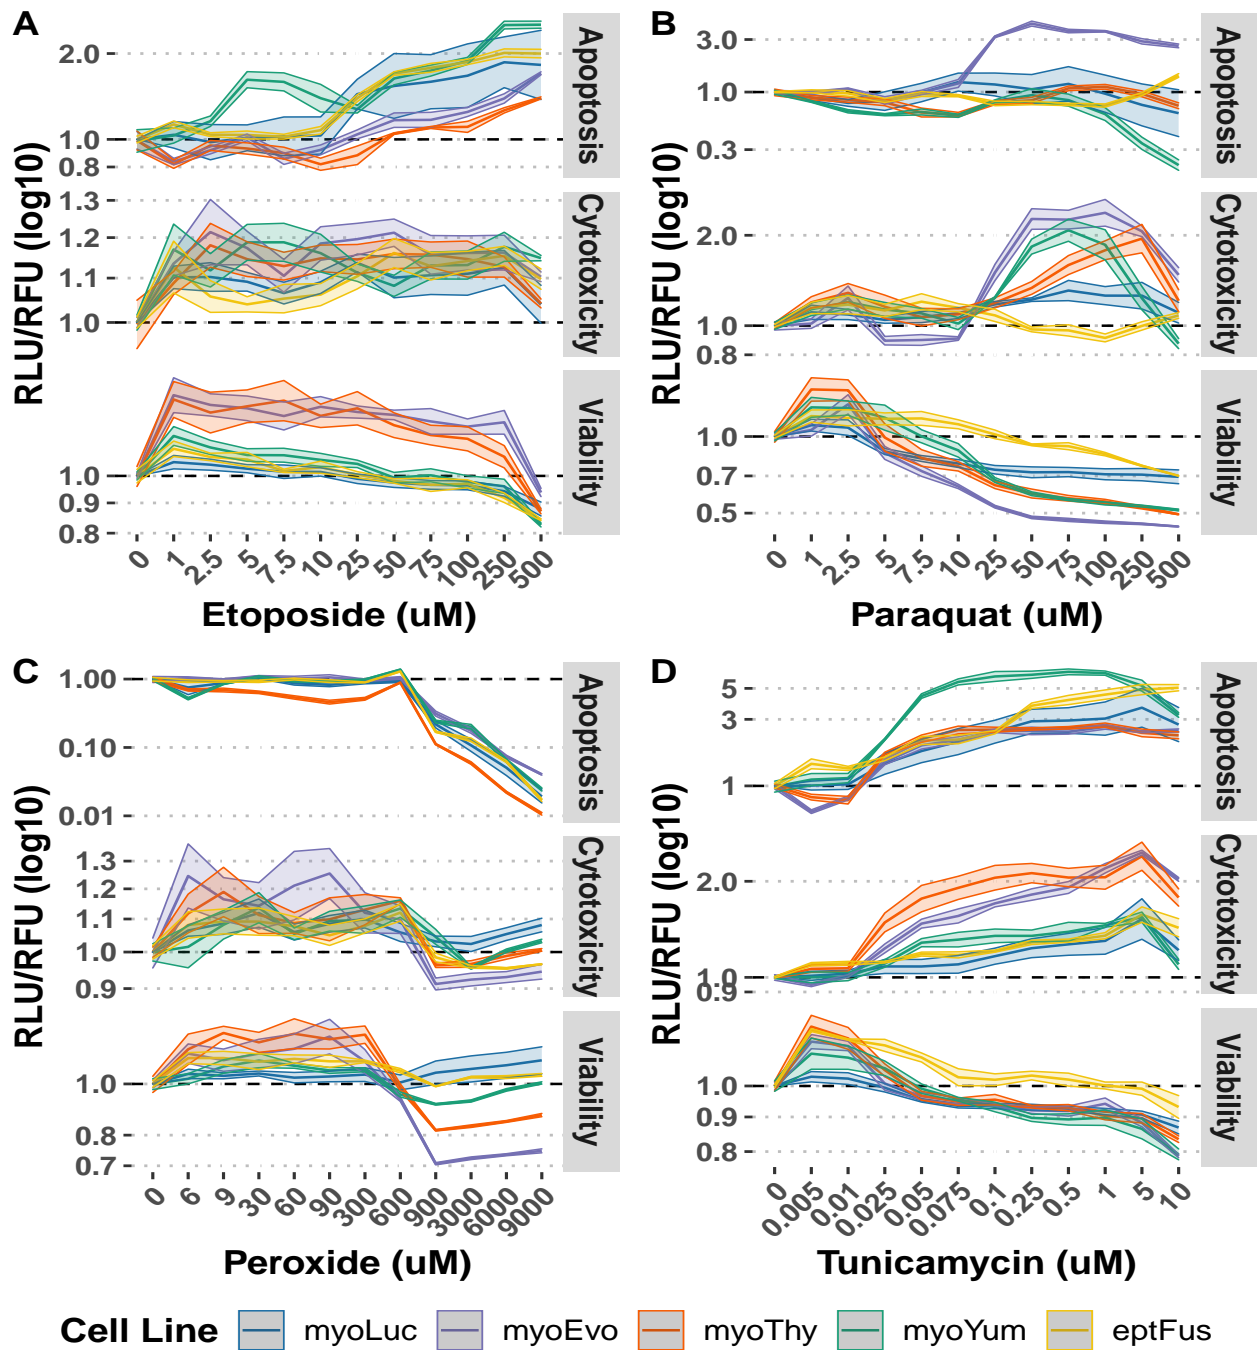 A
RLU/RFU (log10)
2.0
1.0
0.8
Apoptosis
1.3
1.2
1.1
1.0
Cytotoxicity
1.0
0.9
0.8
Viability
0 1 2.5 5 7.5 10 25 50 75 100 250 500
Etoposide (uM)
B
RLU/RFU (log10)
3.0
1.0
0.3
Apoptosis
2.0
1.0
0.8
Cytotoxicity
1.0
0.7
0.5
Viability
0 1 2.5 5 7.5 10 25 50 75 100 250 500
Paraquat (uM)
C
RLU/RFU (log10)
1.00
0.10
0.01
Apoptosis
1.3
1.2
1.1
1.0
0.9
Cytotoxicity
1.0
0.8
0.7
Viability
0 6 9 30 60 90 300 600 900 3000 6000 9000
Peroxide (uM)
D
RLU/RFU (log10)
5
3
1
Apoptosis
2.0
1.0
0.9
Cytotoxicity
1.0
0.9
0.8
Viability
0 0.005 0.01 0.025 0.05 0.075 0.1 0.25 0.5 1 5 10
Tunicamycin (uM)
Cell Line myoLuc myoEvo myoThy myoYum eptFus